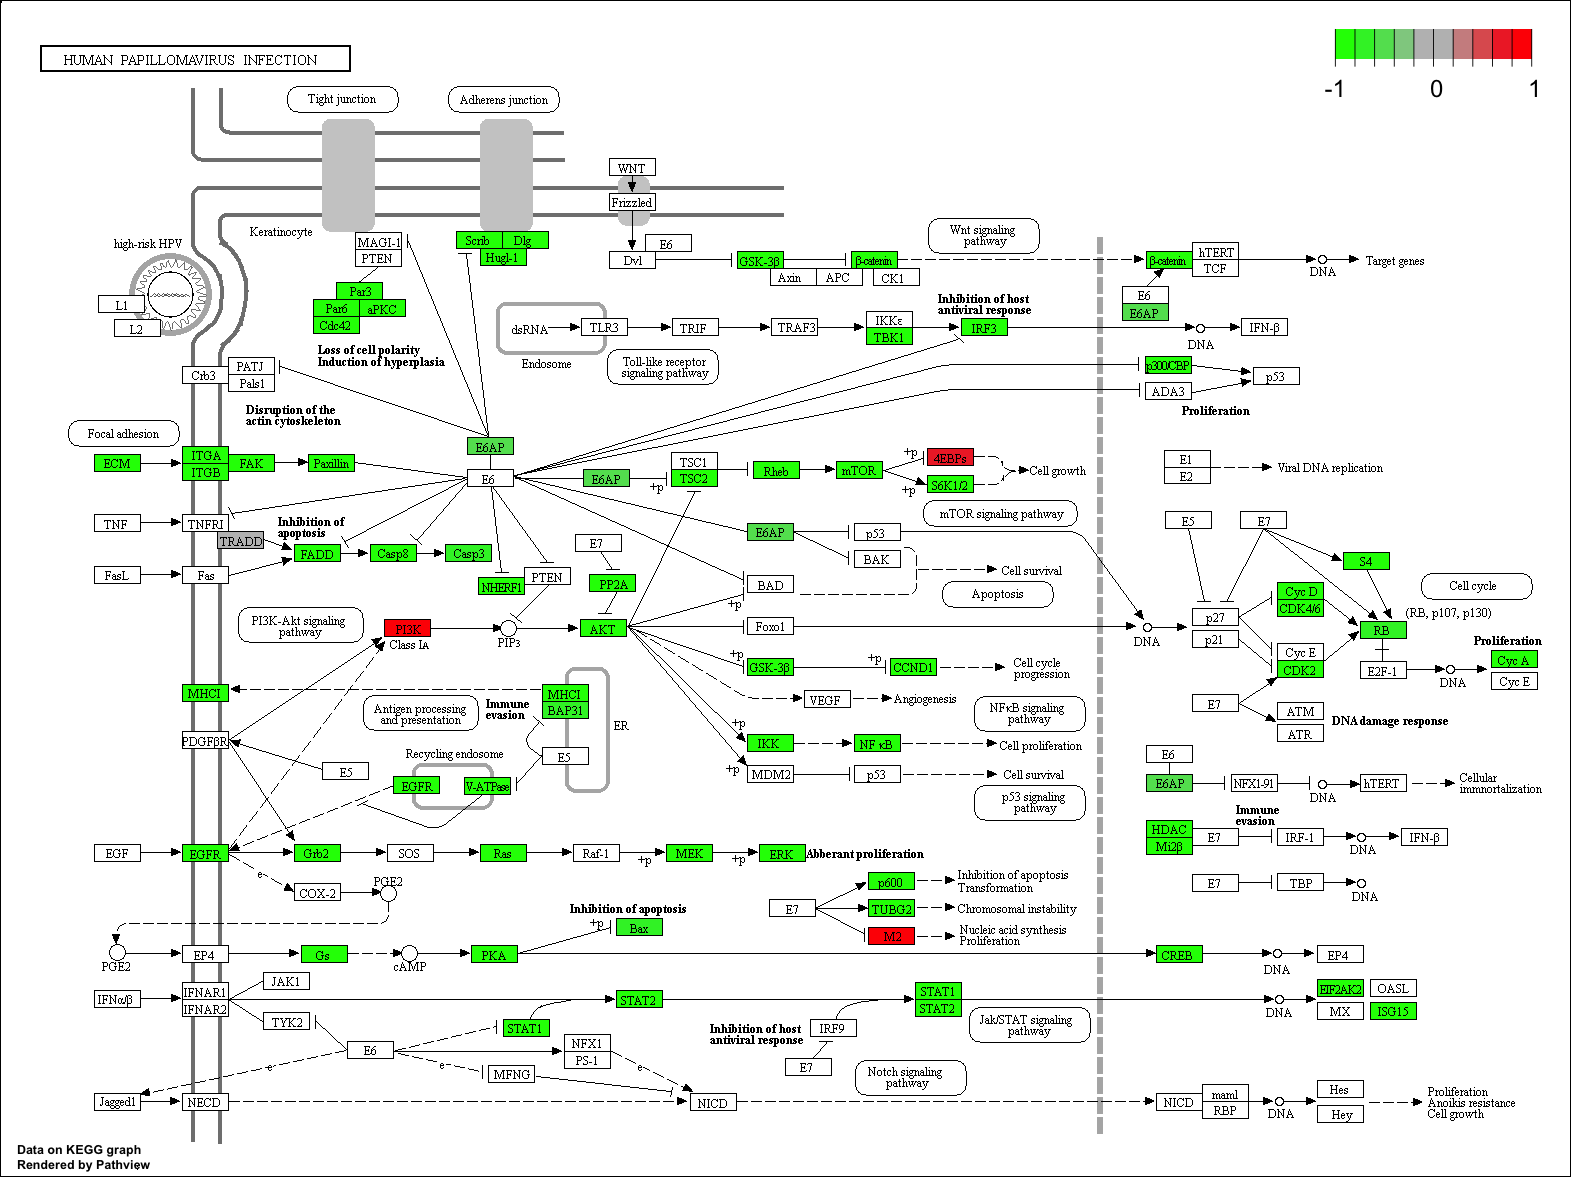 HUMAN PAPILLOMAVIRUS INFECTION
-1
0
1
Tight junction
Adherens junction
WNT
Frizzled
Keratinocyte
high-risk HPV
MAGI-1
PTEN
Scrib
Dlg
Hugl-1
E6
Dvl
Wnt signaling
pathway
GSK-3β
β-catenin
Axin
APC
CK1
β-catenin
hTERT
TCF
DNA
Target genes
L1
L2
Par3
Par6
aPKC
Cdc42
E6
E6AP
Inhibition of host
antiviral response
dsRNA
TLR3
TRIF
TRAF3
IKKε
TBK1
IRF3
DNA
IFN-β
Endosome
Toll-like receptor
signaling pathway
Loss of cell polarity
Induction of hyperplasia
Crb3
PATJ
Pals1
p300/CBP
ADA3
p53
Proliferation
Disruption of the
actin cytoskeleton
Focal adhesion
ECM
ITGA
ITGB
FAK
Paxillin
E6AP
E6
E6AP
+p
TSC1
TSC2
Rheb
mTOR
+p
+p
4EBPs
S6K1/2
Cell growth
mTOR signaling pathway
E1
E2
Viral DNA replication
TNF
TNFRI
TRADD
Inhibition of
apoptosis
FADD
Casp8
Casp3
FasL
Fas
NHERF1
PTEN
E7
PP2A
E6AP
p53
BAK
BAD
+p
Cell survival
Apoptosis
E5
E7
S4
Cyc D
CDK4/6
Cell cycle
(RB, p107, p130)
PI3K-Akt signaling
pathway
PI3K
Class IA
PIP3
AKT
Foxo1
DNA
p27
p21
Cyc E
CDK2
RB
E2F-1
DNA
Proliferation
Cyc A
Cyc E
+p
GSK-3β
+p
CCND1
Cell cycle
progression
VEGF
Angiogenesis
NFκB signaling
pathway
MHCI
Antigen processing
and presentation
Immune
evasion
MHCI
BAP31
ER
E7
ATM
ATR
DNA damage response
PDGFβR
E5
Recycling endosome
E5
EGFR
V-ATPase
+p
IKK
NFκB
Cell proliferation
+p
MDM2
p53
Cell survival
p53 signaling
pathway
E6
E6AP
NFX1-91
DNA
hTERT
Cellular
immnortalization
Immune
evasion
HDAC
Mi2β
E7
IRF-1
DNA
IFN-β
EGF
EGFR
Grb2
SOS
Ras
Raf-1
+p
MEK
+p
ERK
Abberant proliferation
e
COX-2
PGE2
E7
TBP
DNA
E7
p600
TUBG2
M2
Inhibition of apoptosis
Transformation
Chromosomal instability
Nucleic acid synthesis
Proliferation
Inhibition of apoptosis
+p
Bax
PGE2
EP4
Gs
cAMP
PKA
CREB
DNA
EP4
IFNα/β
IFNAR1
IFNAR2
JAK1
TYK2
STAT2
STAT1
STAT1
STAT2
DNA
EIF2AK2
OASL
MX
ISG15
Inhibition of host
antiviral response
IRF9
E7
Jak/STAT signaling
pathway
E6
NFX1
PS-1
e
e
e
MFNG
Notch signaling
pathway
Jagged1
NECD
NICD
NICD
maml
RBP
DNA
Hes
Hey
Proliferation
Anoikis resistance
Cell growth
Data on KEGG graph
Rendered by Pathview